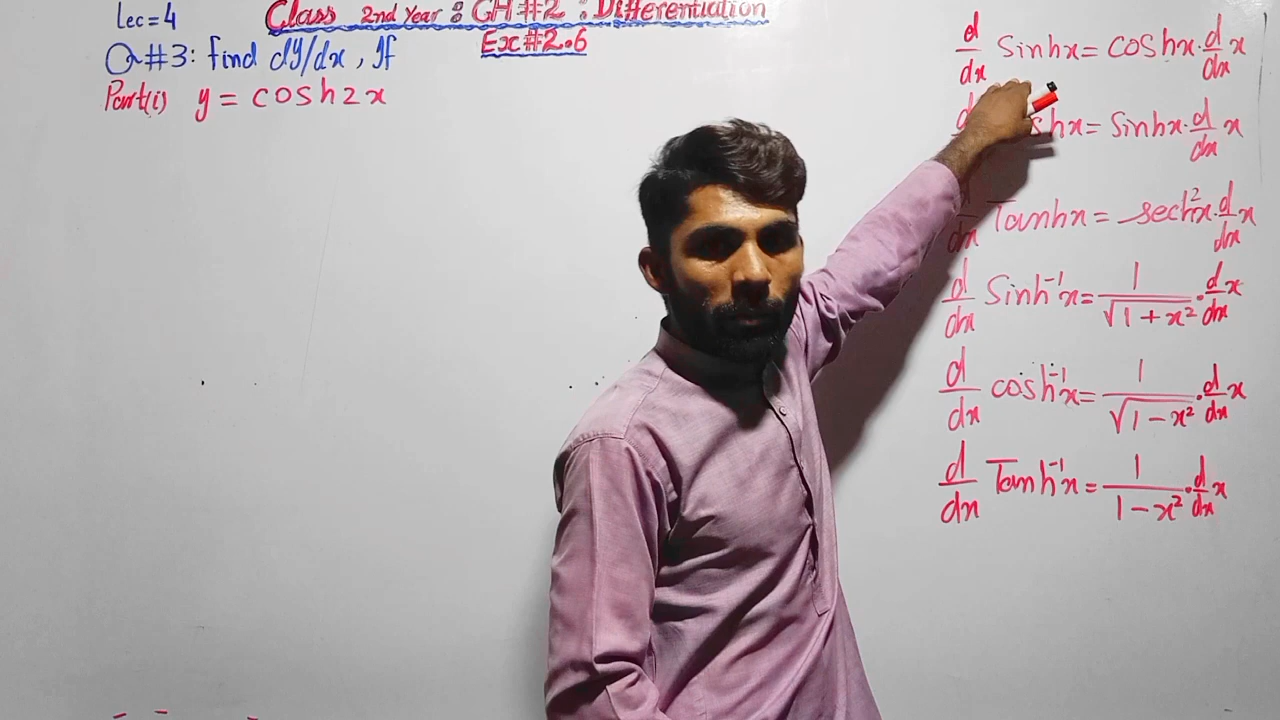 Lec=4
Class 2nd Year : CH#2 : Differentiation
Ex#2.6
Q#3: find dy/dx, If
Part(i) y = cosh2x
d/dx Sinhx = coshx · d/dx x
hx = Sinhx · d/dx x
Tanhx = sech²x · d/dx x
d/dx Sinh⁻¹x = 1/√1+x² · d/dx x
d/dx cosh⁻¹x = 1/√1-x² · d/dx x
d/dx Tanh⁻¹x = 1/1-x² · d/dx x